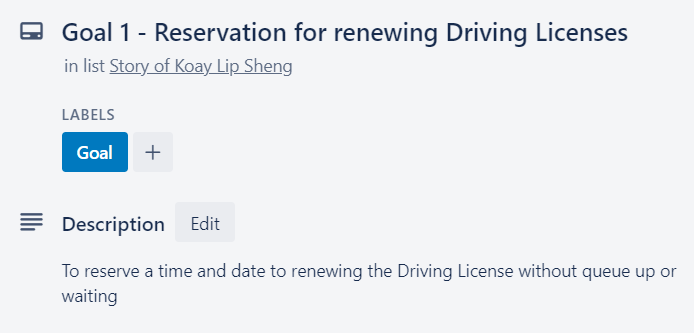 Goal 1 - Reservation for renewing Driving Licenses
in list Story of Koay Lip Sheng
LABELS
Goal +
Description Edit
To reserve a time and date to renewing the Driving License without queue up or
waiting